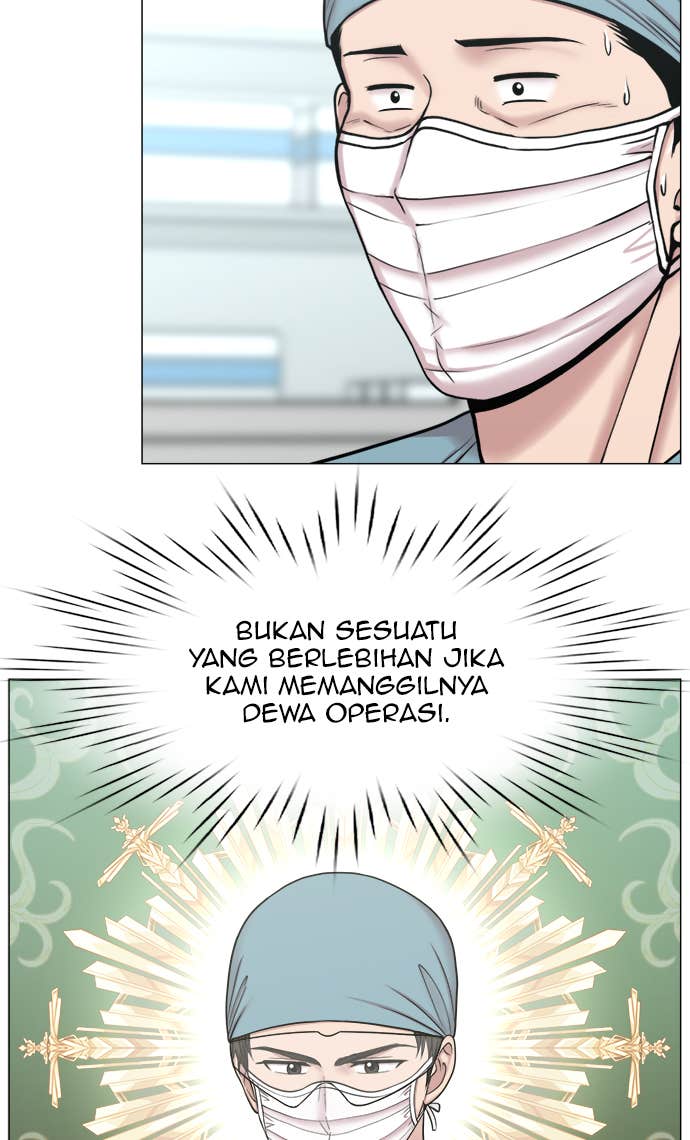 BUKAN SESUATU
YANG BERLEBIHAN JIKA
KAMI MEMANGGILNYA
DEWA OPERASI.